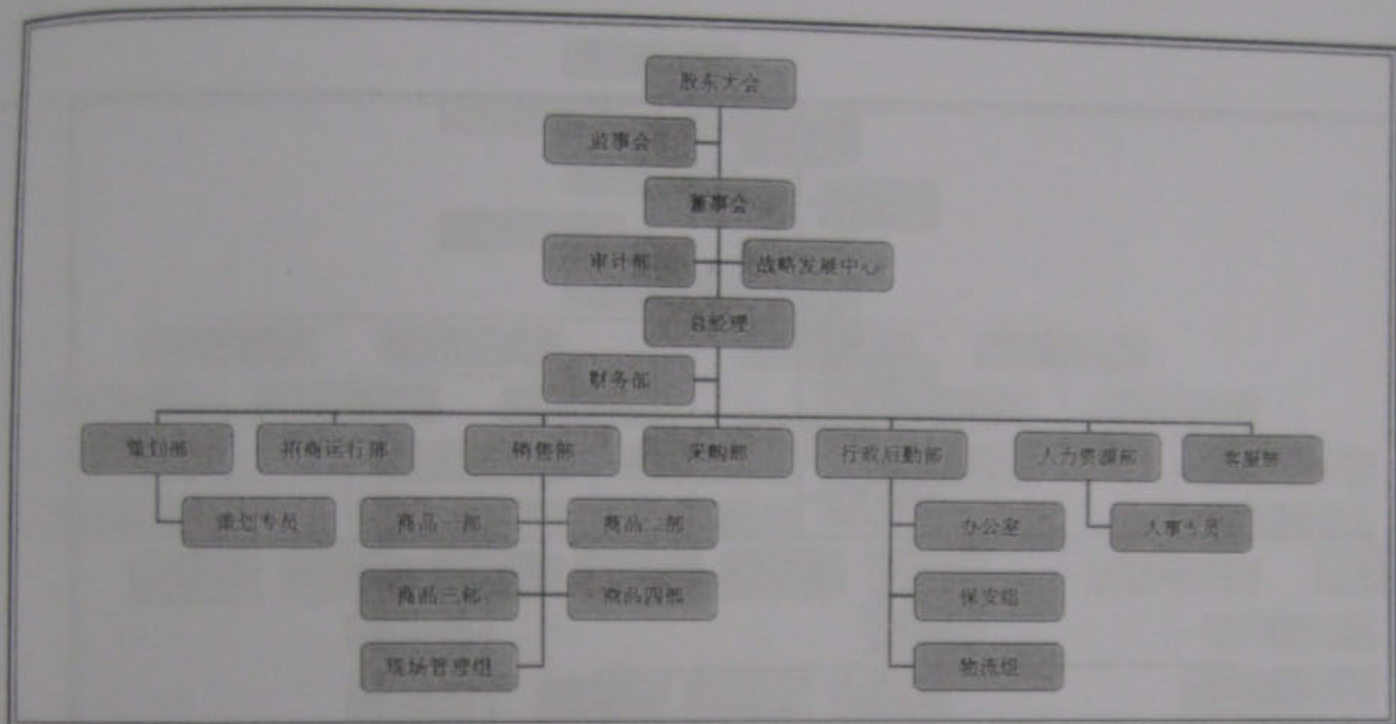 股东大会
监事会
董事会
审计部
战略发展中心
总经理
财务部
策划部
招商运行部
销售部
采购部
行政后勤部
人力资源部
客服部
策划专员
商品一部
商品二部
办公室
人事专员
商品三部
商品四部
保安组
现场管理组
物流组